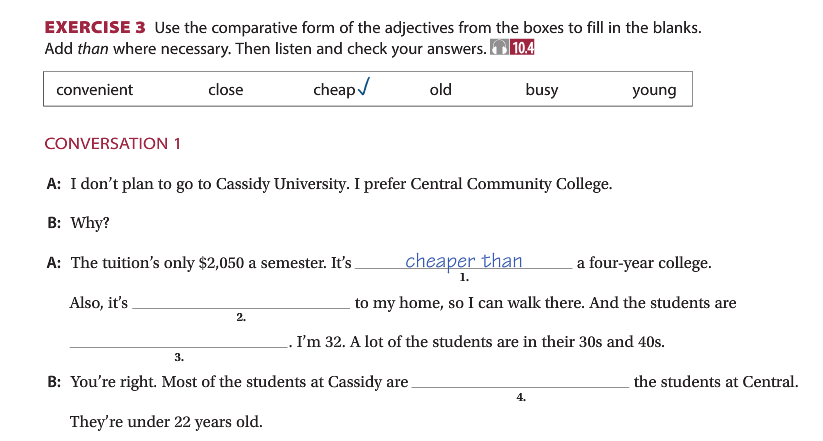 EXERCISE 3 Use the comparative form of the adjectives from the boxes to fill in the blanks.
Add than where necessary. Then listen and check your answers. 10.4
convenient close cheap✓ old busy young
CONVERSATION 1
A: I don't plan to go to Cassidy University. I prefer Central Community College.
B: Why?
A: The tuition's only $2,050 a semester. It's cheaper than a four-year college.
1.
Also, it's ____ to my home, so I can walk there. And the students are
2.
____. I'm 32. A lot of the students are in their 30s and 40s.
3.
B: You're right. Most of the students at Cassidy are ____ the students at Central.
4.
They're under 22 years old.